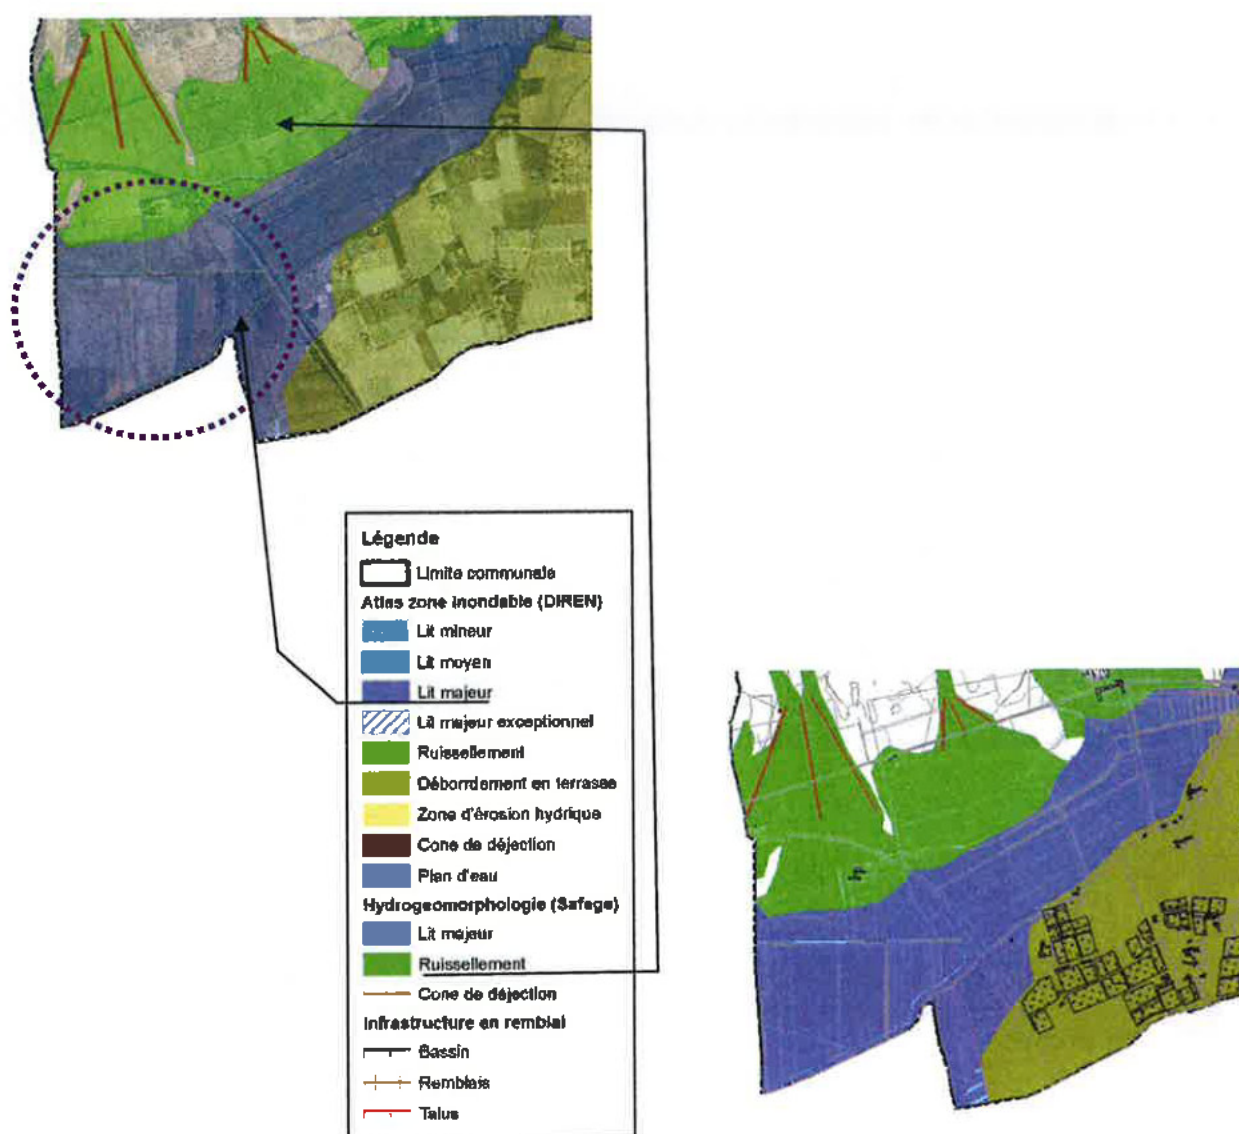 Légende
Limite communale
Atlas zone inondable (DIREN)
Lit mineur
Lit moyen
Lit majeur
Lit majeur exceptionnel
Ruissellement
Débordement en terrasse
Zone d'érosion hydrique
Cone de déjection
Plan d'eau
Hydrogeomorphologie (Safege)
Lit majeur
Ruissellement
Cone de déjection
Infrastructure en remblai
Bassin
Remblais
Talus